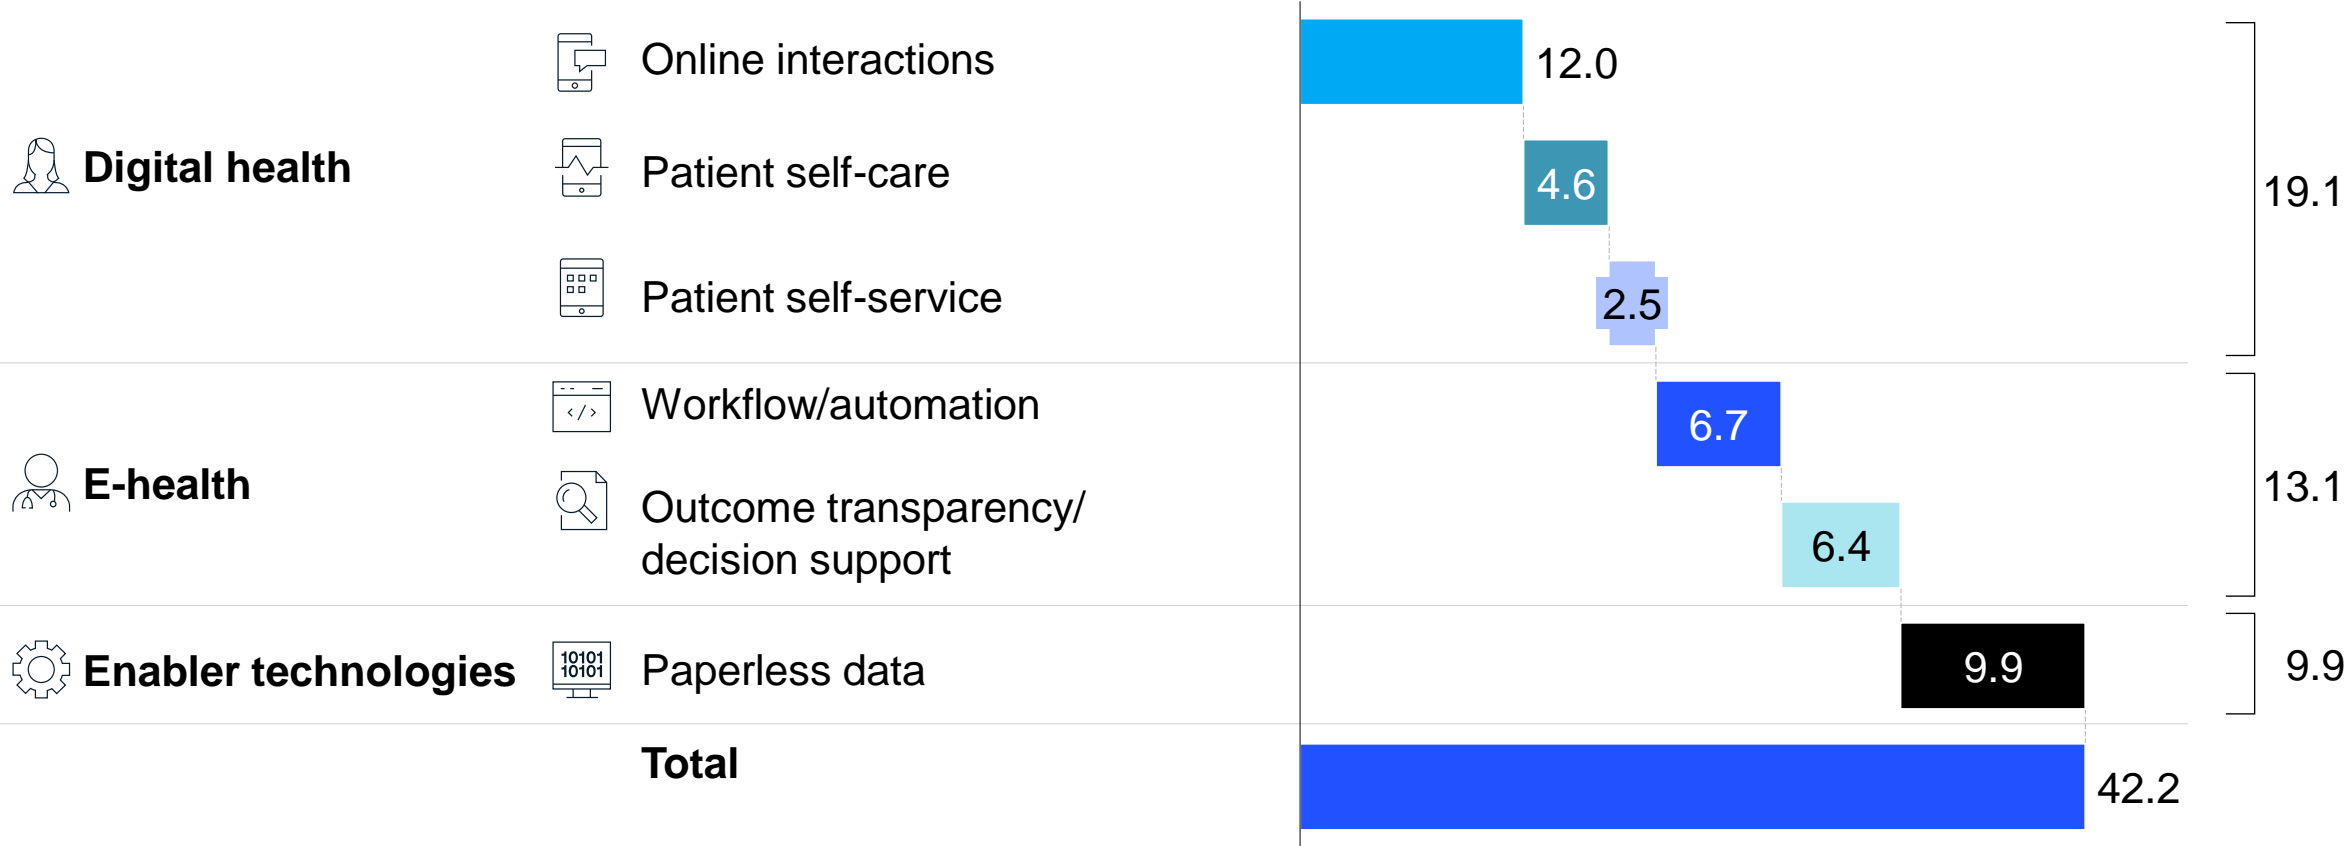 Online interactions
12.0
Digital health
Patient self-care
4.6
19.1
Patient self-service
2.5
Workflow/automation
6.7
E-health
Outcome transparency/
decision support
6.4
13.1
Enabler technologies
10101
10101
Paperless data
9.9
9.9
Total
42.2